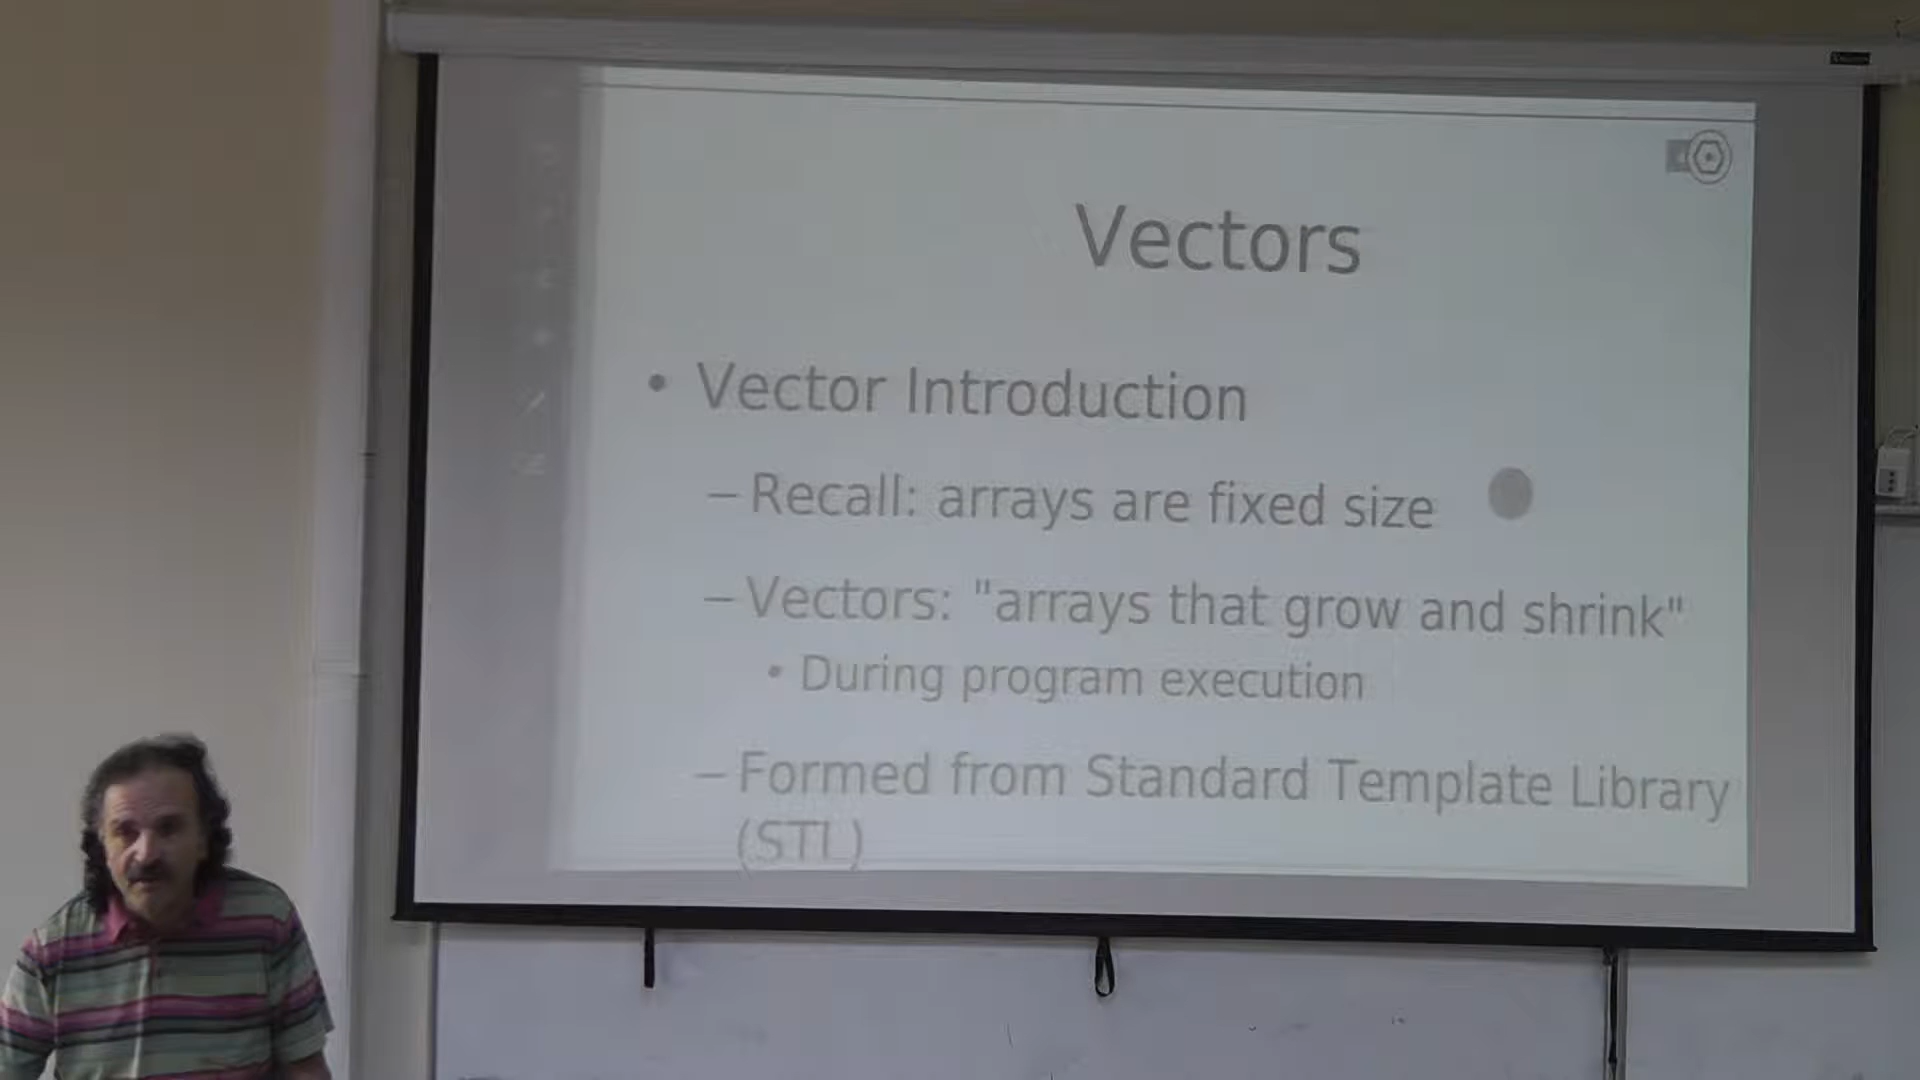 Vectors
• Vector Introduction
– Recall: arrays are fixed size
– Vectors: "arrays that grow and shrink"
• During program execution
– Formed from Standard Template Library
(STL)